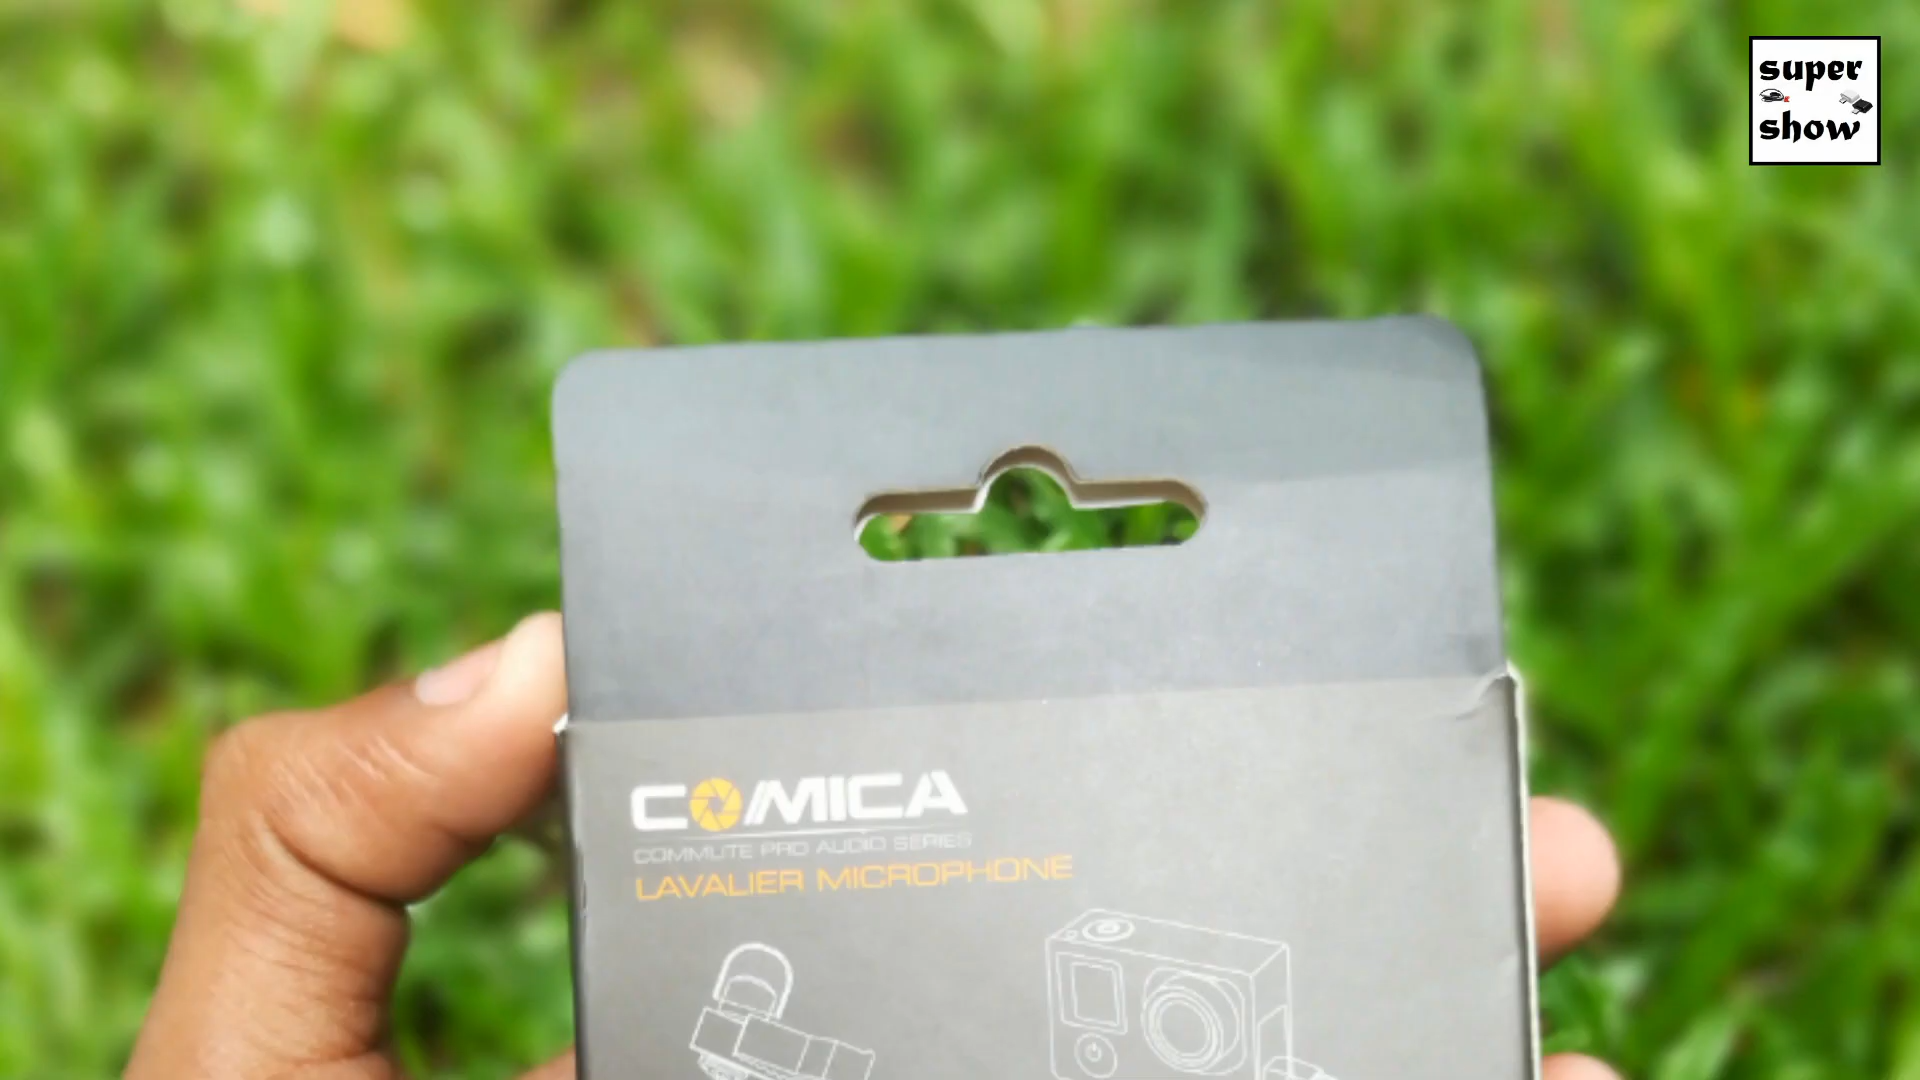 super
show
COMICA
COMMUTE PRO AUDIO SERIES
LAVALIER MICROPHONE